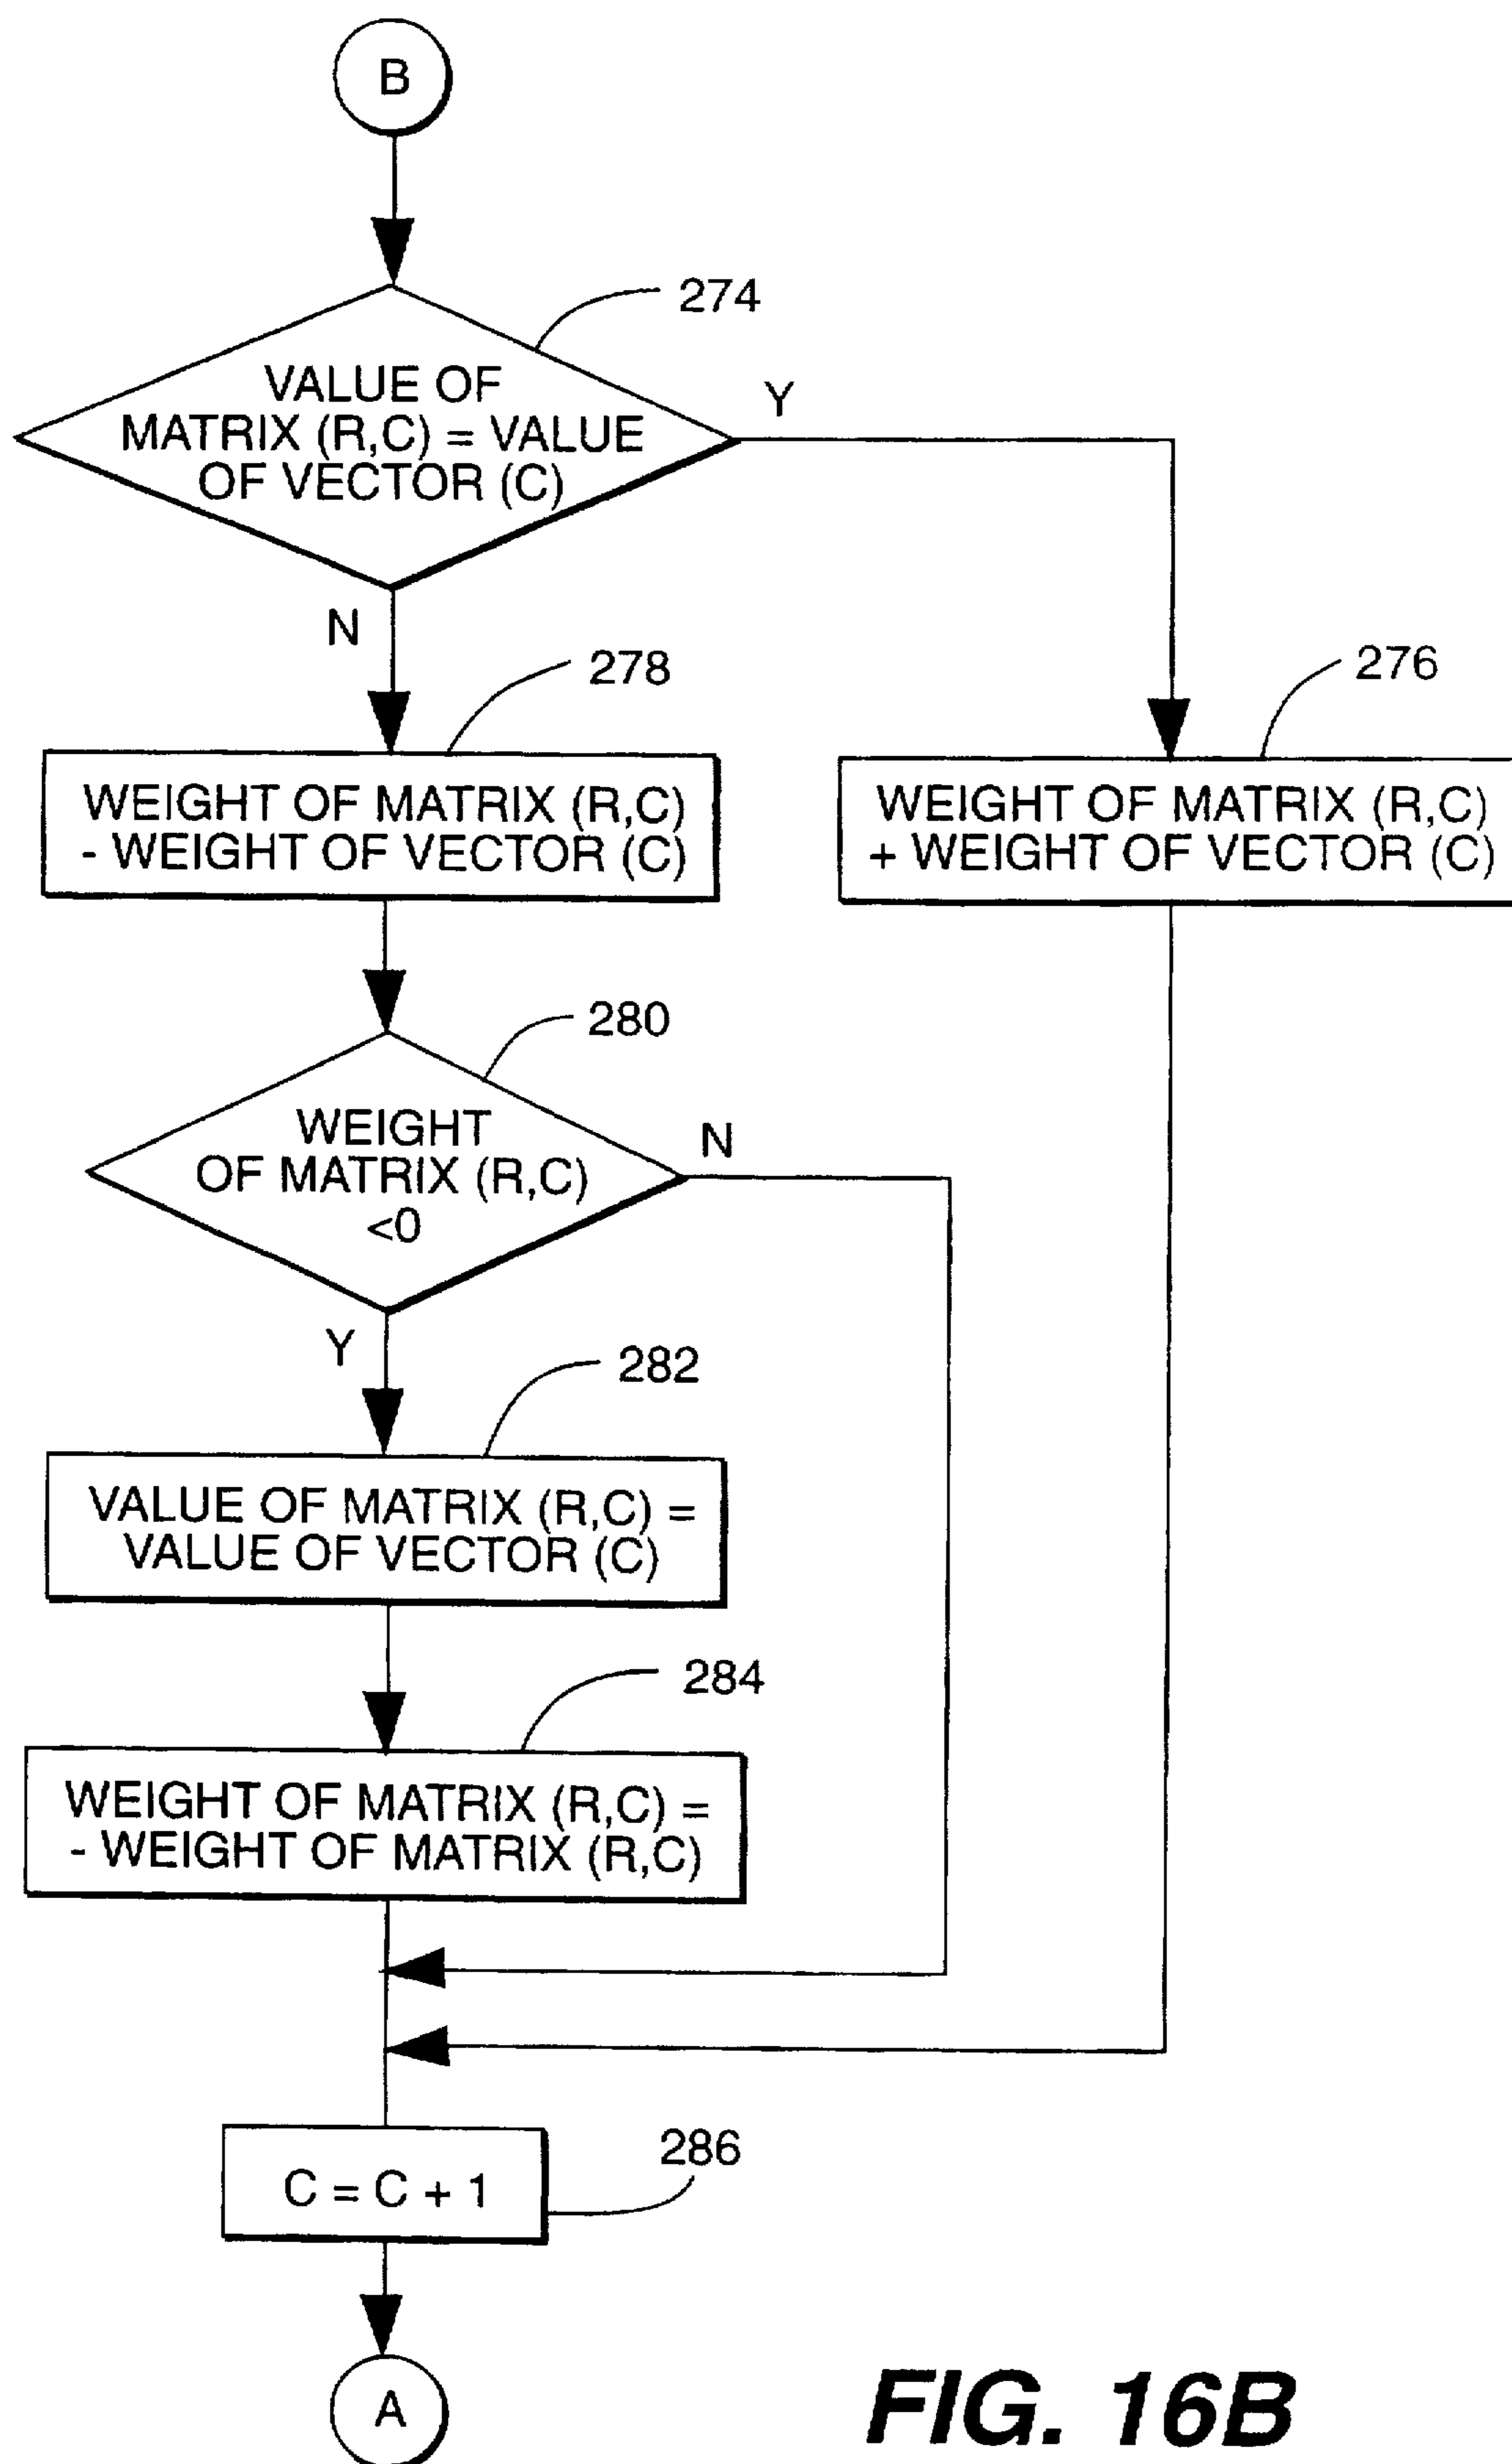 B
274
VALUE OF
MATRIX (R,C) = VALUE
OF VECTOR (C)
Y
N
278
276
WEIGHT OF MATRIX (R,C)
- WEIGHT OF VECTOR (C)
WEIGHT OF MATRIX (R,C)
+ WEIGHT OF VECTOR (C)
280
WEIGHT
OF MATRIX (R,C)
<0
N
Y
282
VALUE OF MATRIX (R,C) =
VALUE OF VECTOR (C)
284
WEIGHT OF MATRIX (R,C) =
- WEIGHT OF MATRIX (R,C)
286
C = C + 1
A
FIG. 16B